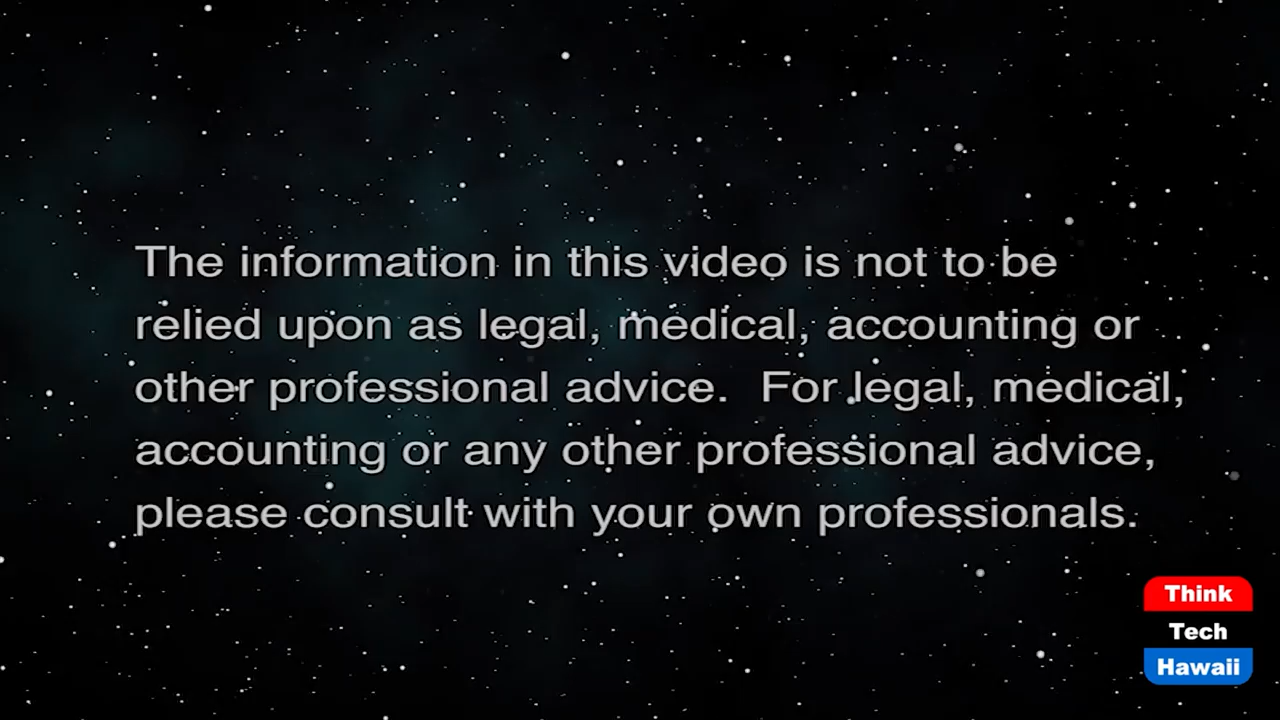 The information in this video is not to be
relied upon as legal, medical, accounting or
other professional advice.  For legal, medical,
accounting or any other professional advice,
please consult with your own professionals.
Think
Tech
Hawaii